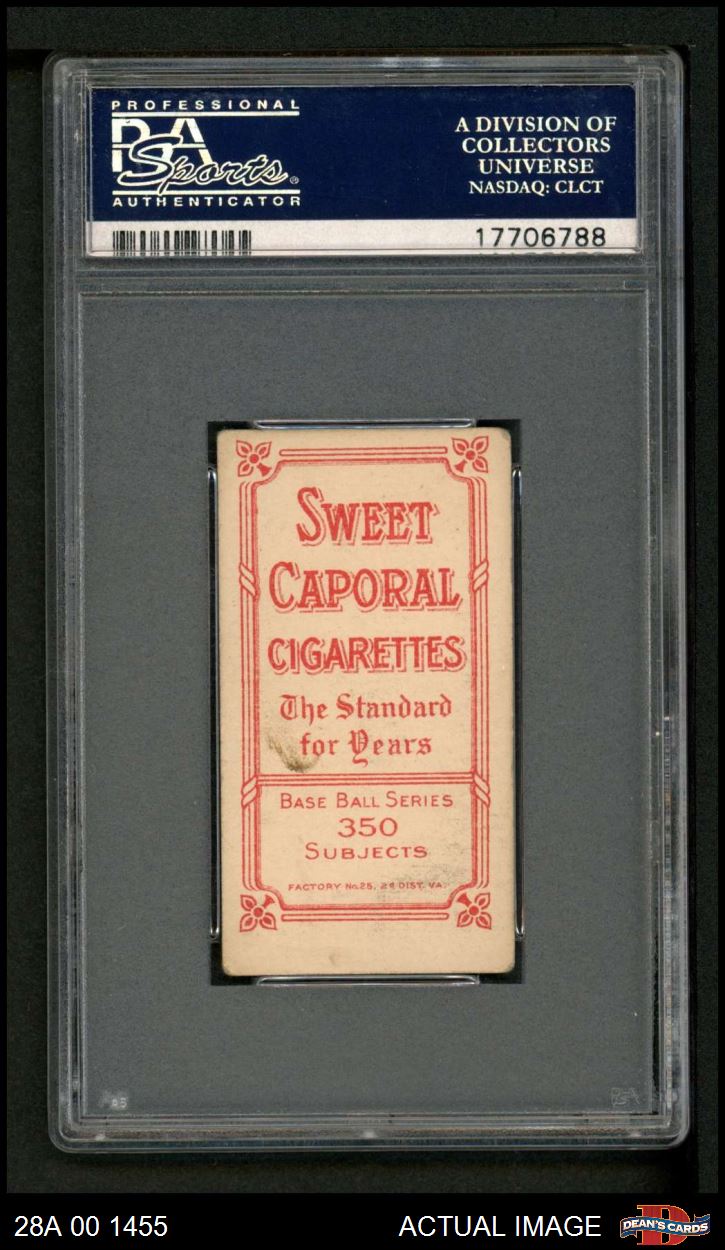 PROFESSIONAL
PSA
Sports®
AUTHENTICATOR
A DIVISION OF
COLLECTORS
UNIVERSE
NASDAQ: CLCT
17706788
SWEET
CAPORAL
CIGARETTES
The Standard
for Years
BASE BALL SERIES
350
SUBJECTS
FACTORY No. 25, 2d DIST. VA.
28A 00 1455
ACTUAL IMAGE
DEAN'S CARDS